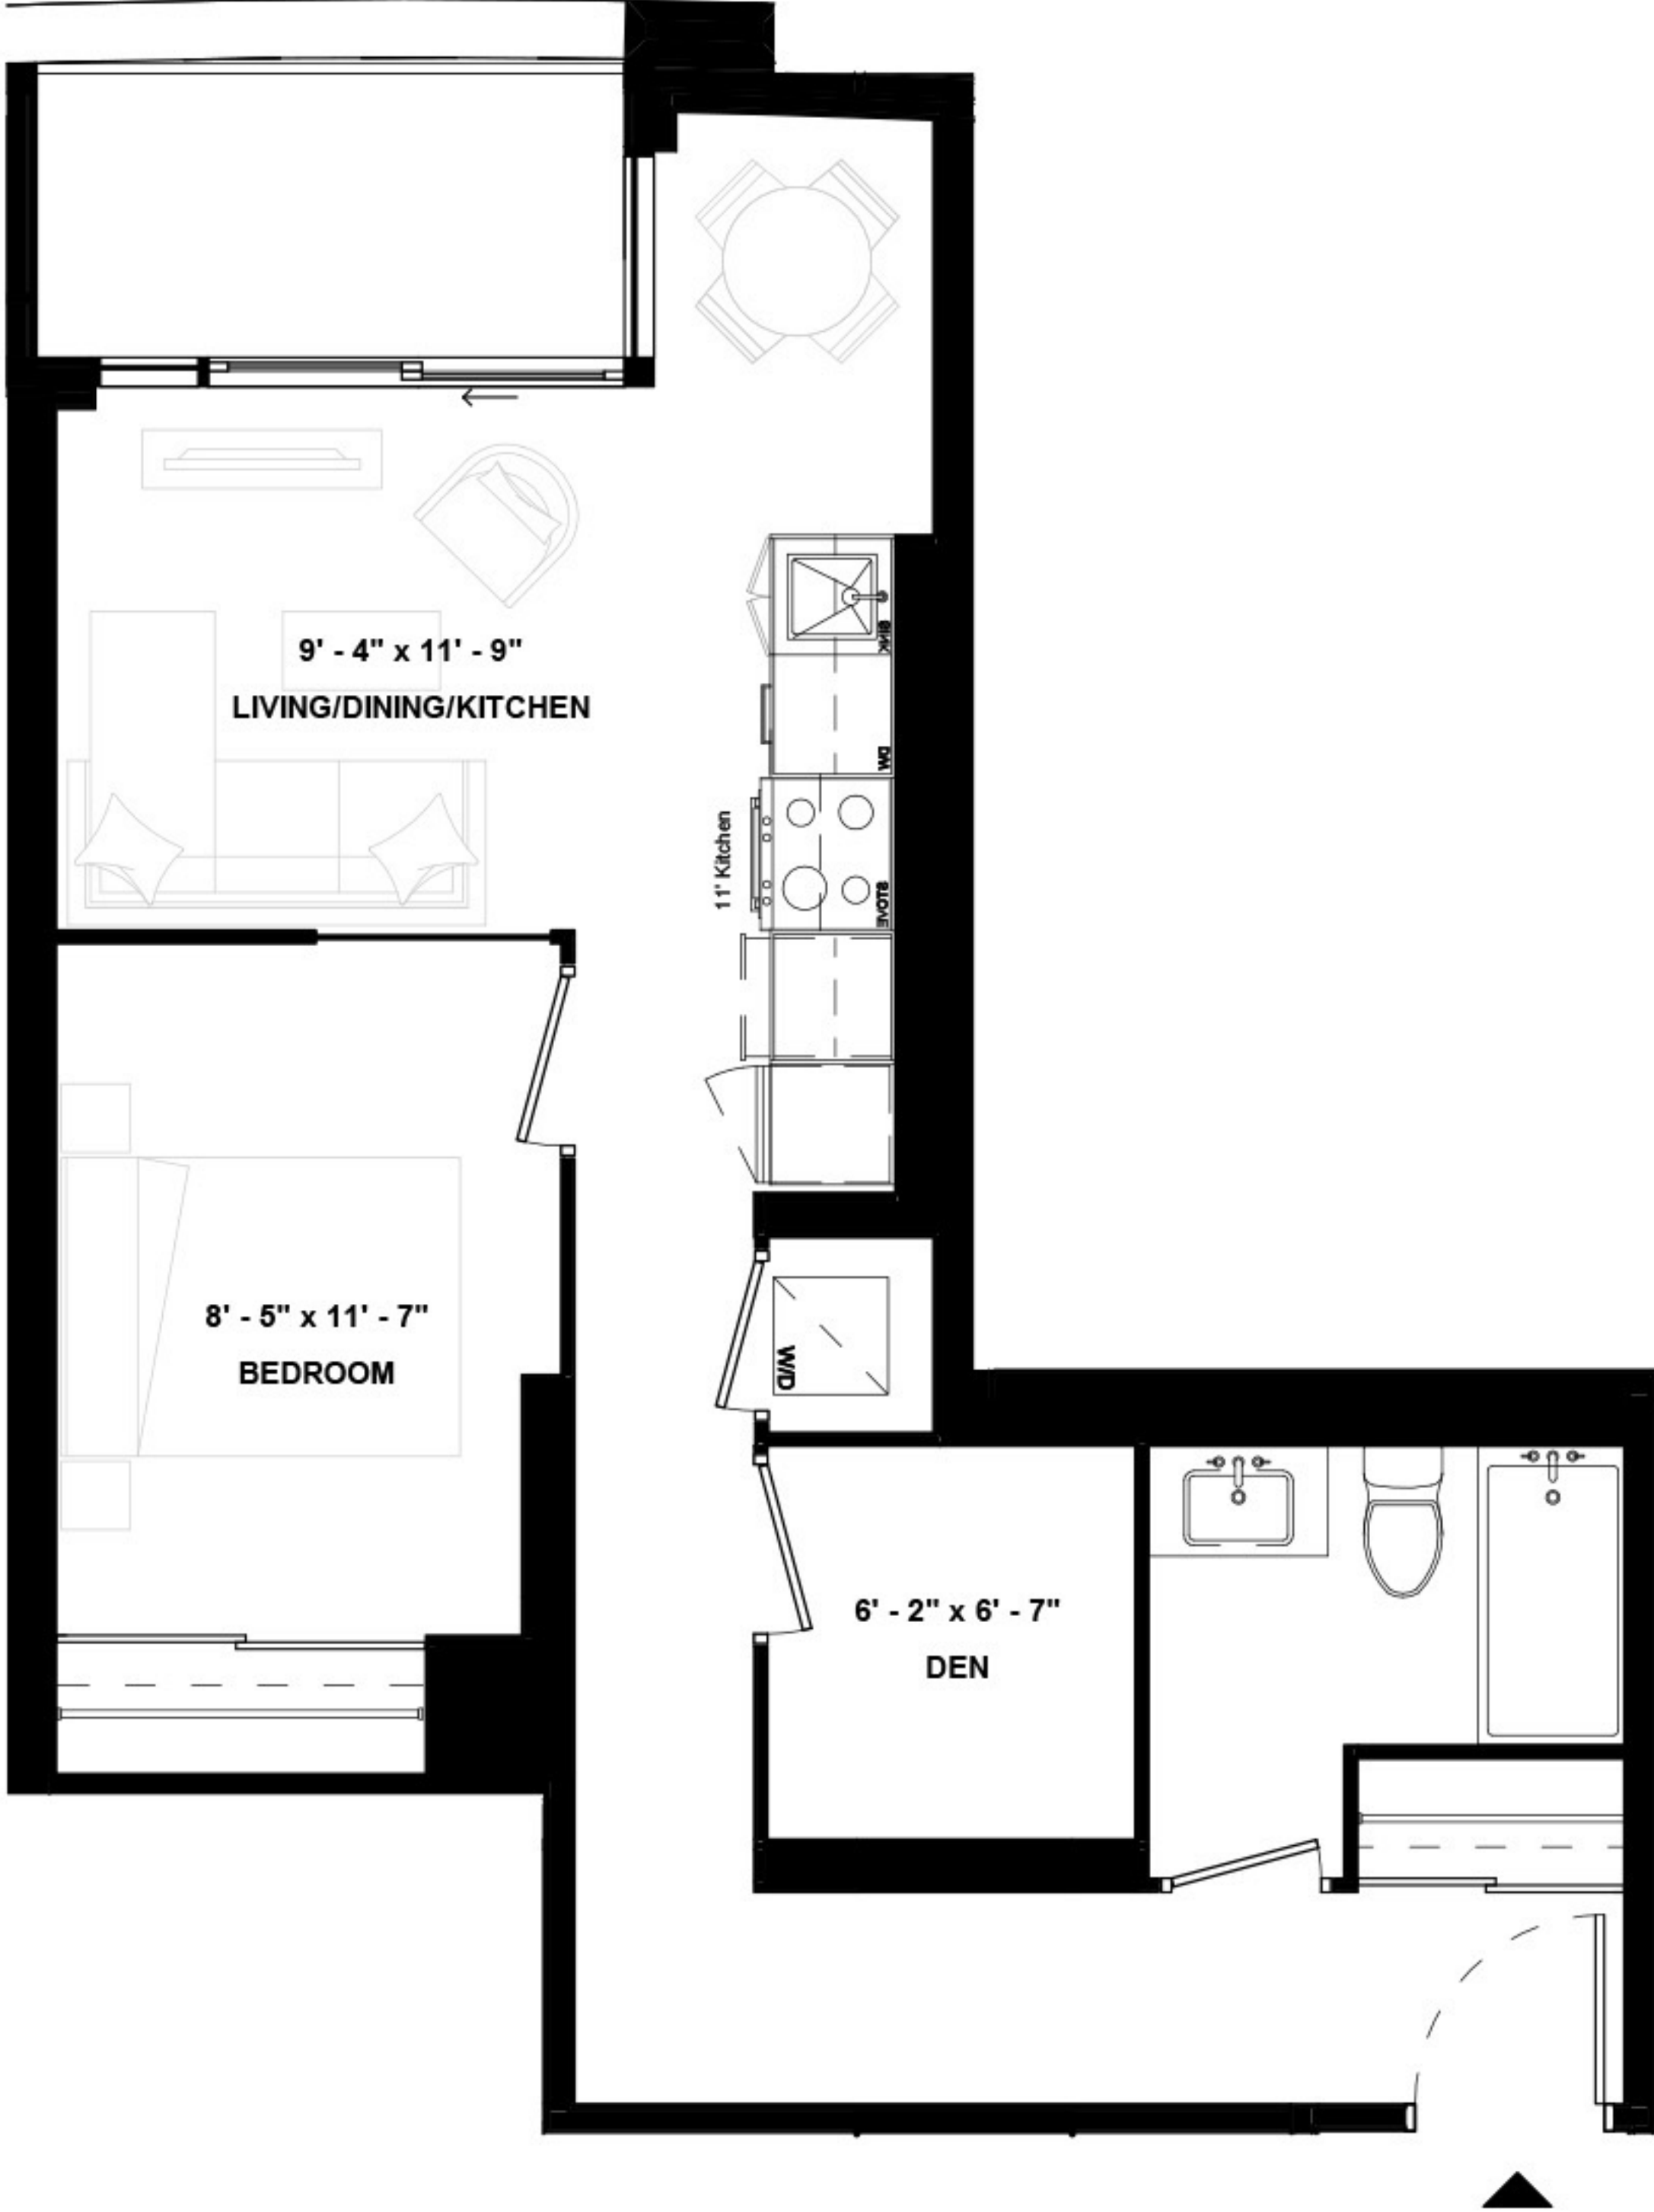 9' - 4" x 11' - 9"
LIVING/DINING/KITCHEN
SINK
DW
11' Kitchen
STOVE
8' - 5" x 11' - 7"
BEDROOM
W/D
6' - 2" x 6' - 7"
DEN